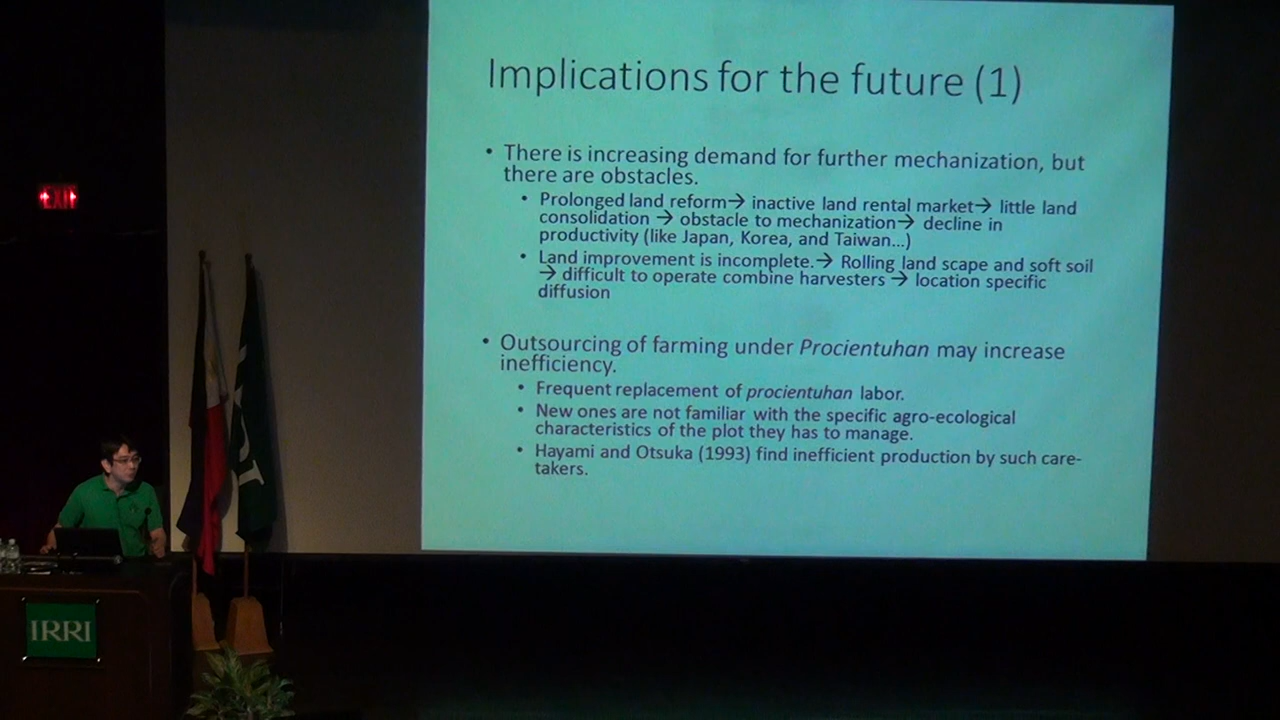 Implications for the future (1)
• There is increasing demand for further mechanization, but
there are obstacles.
• Prolonged land reform→ inactive land rental market→ little land
consolidation → obstacle to mechanization→ decline in
productivity (like Japan, Korea, and Taiwan...)
• Land improvement is incomplete.→ Rolling land scape and soft soil
→ difficult to operate combine harvesters → location specific
diffusion
• Outsourcing of farming under Procientuhan may increase
inefficiency.
• Frequent replacement of procientuhan labor.
• New ones are not familiar with the specific agro-ecological
characteristics of the plot they has to manage.
• Hayami and Otsuka (1993) find inefficient production by such care-
takers.
EXIT
IRRI